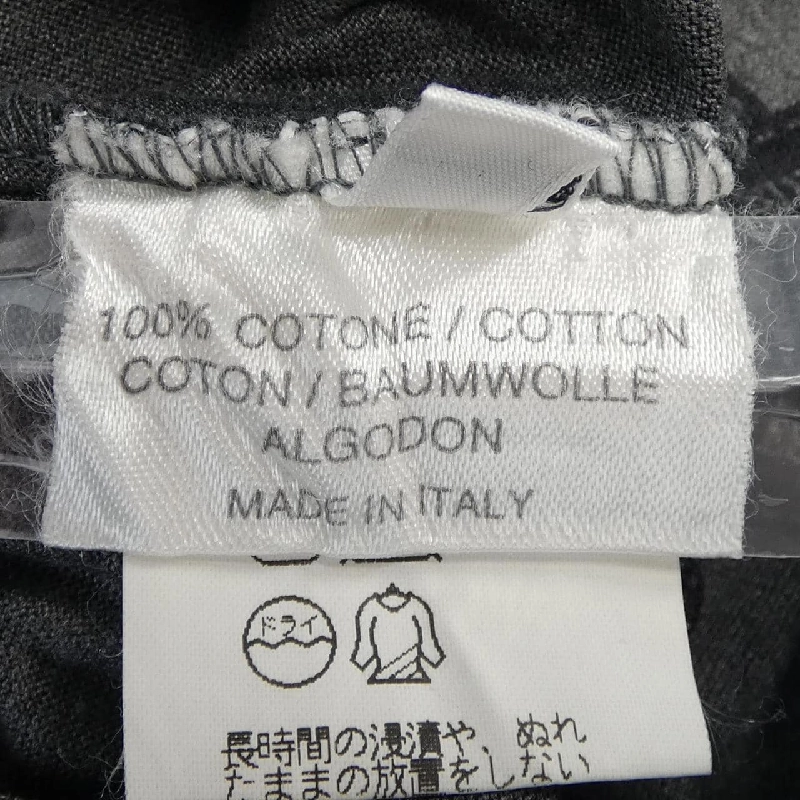 100% COTONE / COTTON
COTON / BAUMWOLLE
ALGODON
MADE IN ITALY
ドライ
長時間の浸漬や、ぬれ
たままの放置をしない